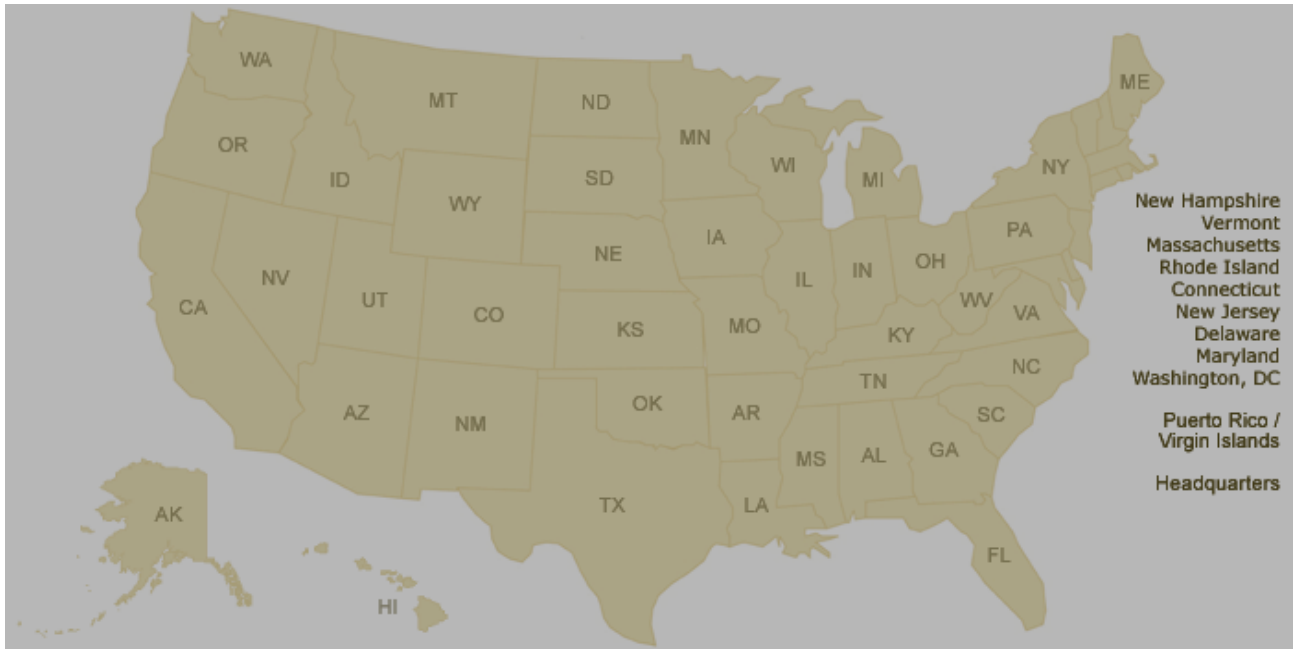 WA
MT
ND
MN
ME
OR
ID
SD
WI
MI
NY
WY
New Hampshire
Vermont
Massachusetts
Rhode Island
Connecticut
New Jersey
Delaware
Maryland
Washington, DC
Puerto Rico /
Virgin Islands
Headquarters
IA
PA
NE
NV
UT
CO
IL
IN
OH
WV
VA
CA
KS
MO
KY
NC
TN
AZ
NM
OK
AR
SC
MS
AL
GA
TX
LA
AK
FL
HI